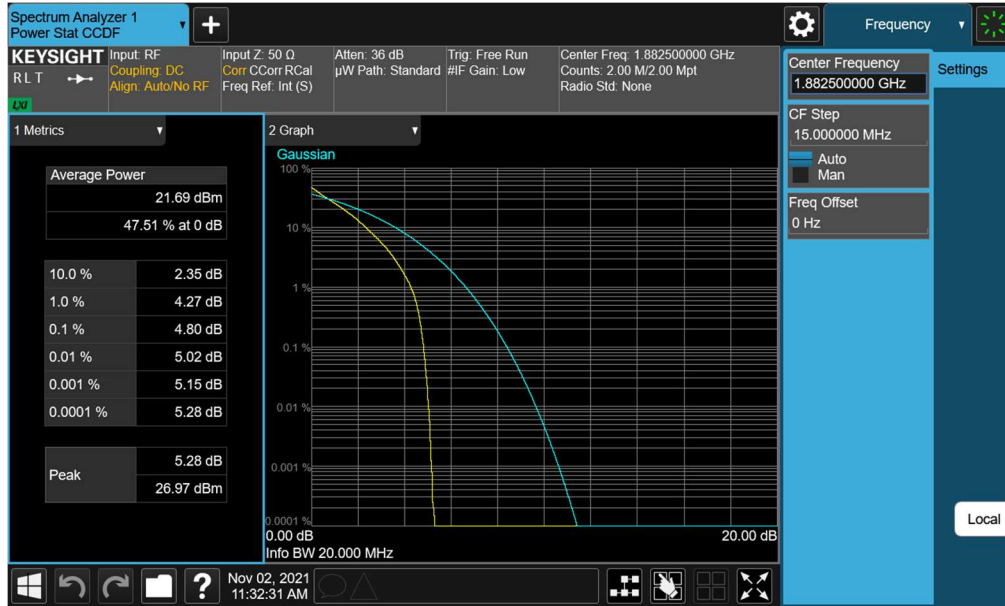 Spectrum Analyzer 1
Power Stat CCDF
+
Frequency
KEYSIGHT
R L T
LXI
Input: RF
Coupling: DC
Align: Auto/No RF
Input Z: 50 Ω
Corr CCorr RCal
Freq Ref: Int (S)
Atten: 36 dB
µW Path: Standard
Trig: Free Run
#IF Gain: Low
Center Freq: 1.882500000 GHz
Counts: 2.00 M/2.00 Mpt
Radio Std: None
Center Frequency
1.882500000 GHz
Settings
CF Step
15.000000 MHz
Auto
Man
Freq Offset
0 Hz
Local
1 Metrics
Average Power
21.69 dBm
47.51 % at 0 dB
10.0 % 2.35 dB
1.0 % 4.27 dB
0.1 % 4.80 dB
0.01 % 5.02 dB
0.001 % 5.15 dB
0.0001 % 5.28 dB
Peak
5.28 dB
26.97 dBm
2 Graph
Gaussian
100 %
10 %
1 %
0.1 %
0.01 %
0.001 %
0.0001 %
0.00 dB
20.00 dB
Info BW 20.000 MHz
?
Nov 02, 2021
11:32:31 AM